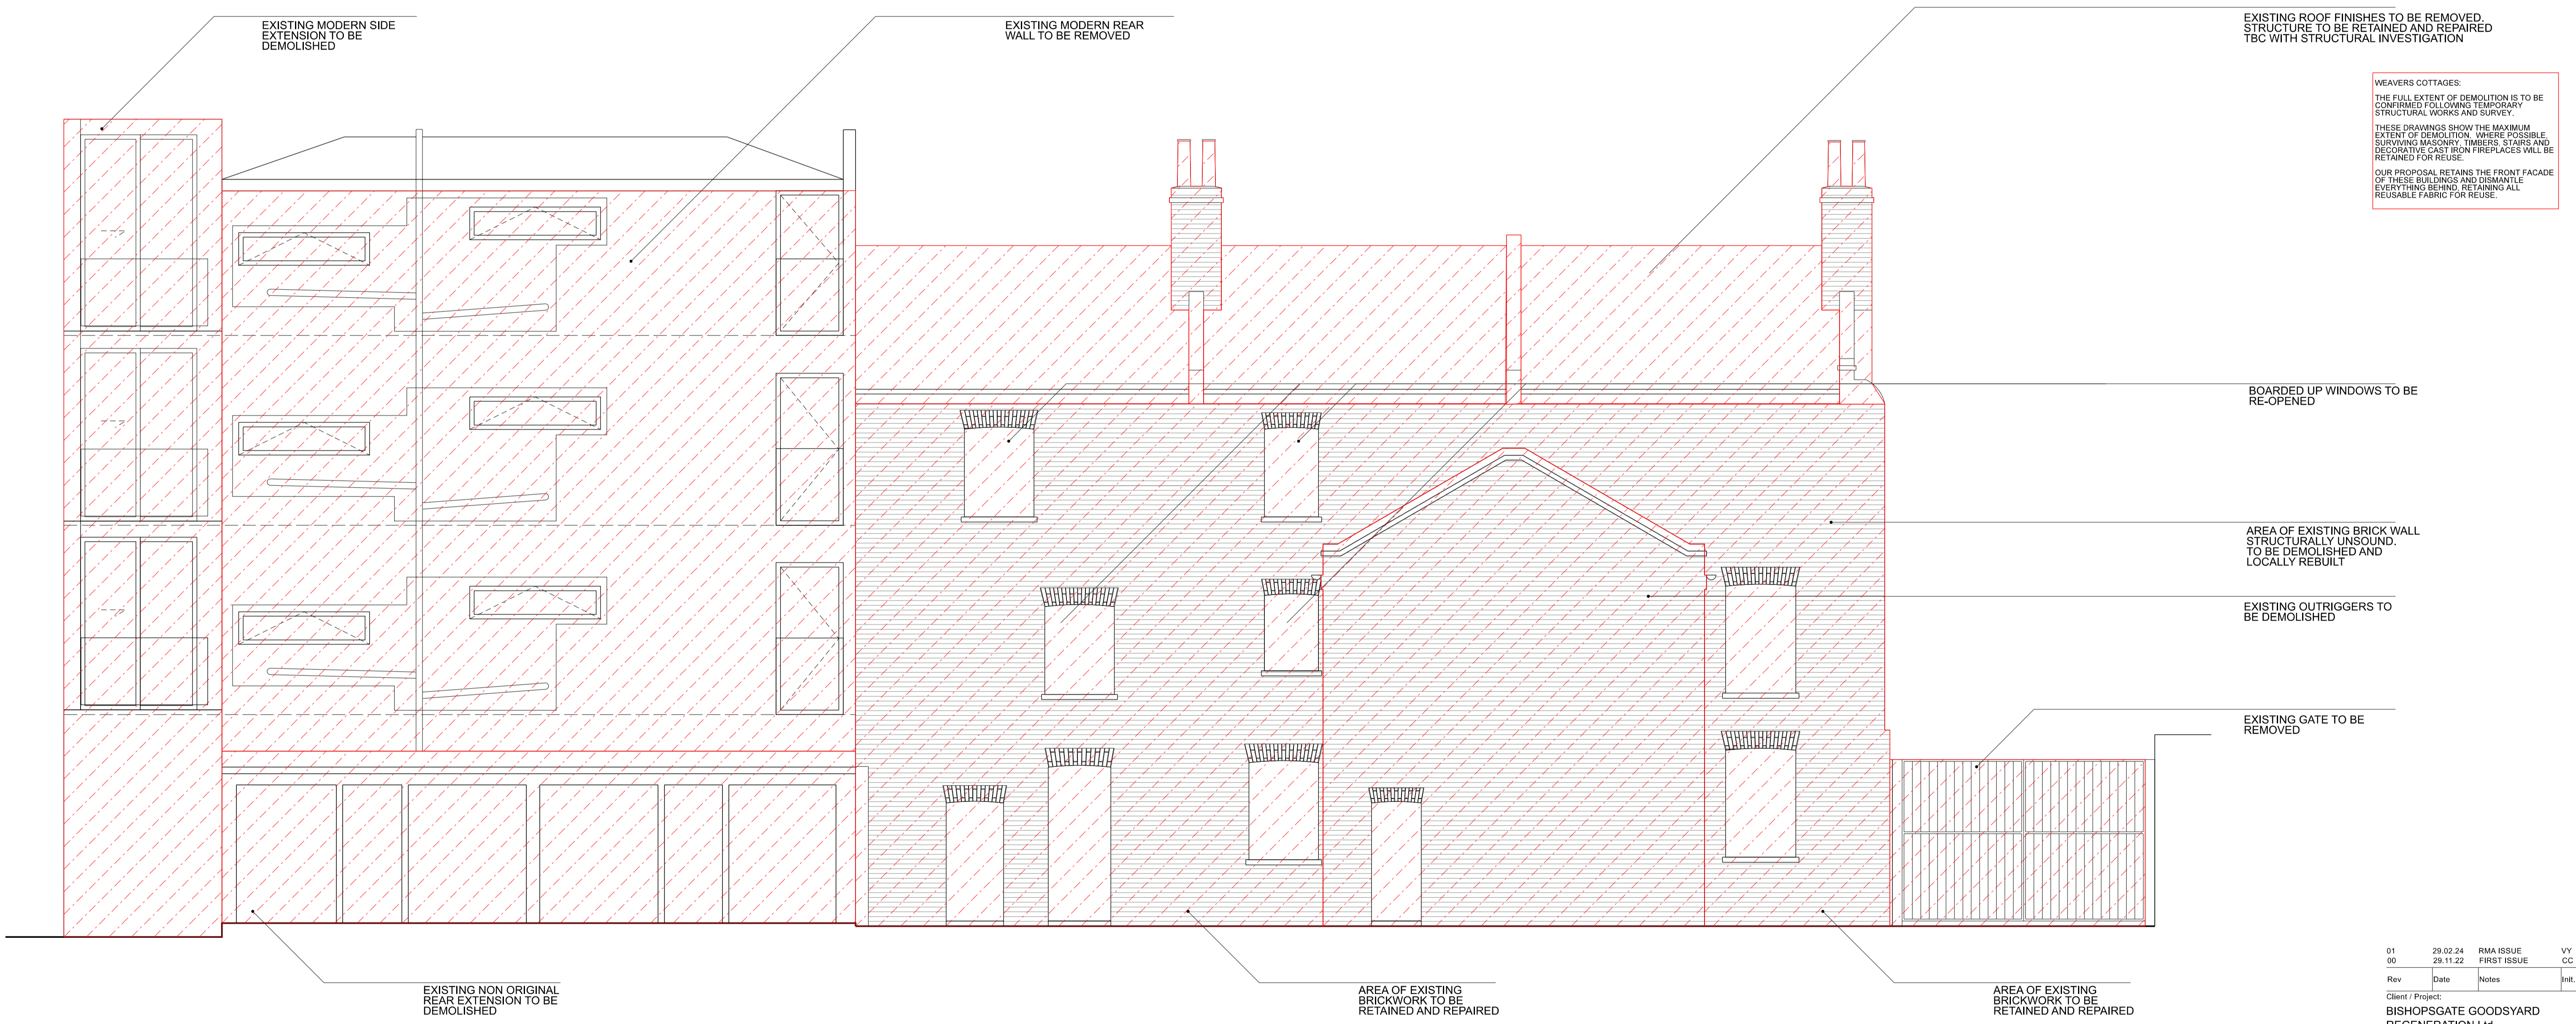 EXISTING MODERN SIDE
EXTENSION TO BE
DEMOLISHED
EXISTING MODERN REAR
WALL TO BE REMOVED
EXISTING ROOF FINISHES TO BE REMOVED.
STRUCTURE TO BE RETAINED AND REPAIRED
TBC WITH STRUCTURAL INVESTIGATION
WEAVERS COTTAGES:
THE FULL EXTENT OF DEMOLITION IS TO BE
CONFIRMED FOLLOWING TEMPORARY
STRUCTURAL WORKS AND SURVEY.
THESE DRAWINGS SHOW THE MAXIMUM
EXTENT OF DEMOLITION. WHERE POSSIBLE,
SURVIVING MASONRY, TIMBERS, STAIRS AND
DECORATIVE CAST IRON FIREPLACES WILL BE
RETAINED FOR REUSE.
OUR PROPOSAL RETAINS THE FRONT FACADE
OF THESE BUILDINGS AND DISMANTLE
EVERYTHING BEHIND, RETAINING ALL
REUSABLE FABRIC FOR REUSE.
BOARDED UP WINDOWS TO BE
RE-OPENED
AREA OF EXISTING BRICK WALL
STRUCTURALLY UNSOUND.
TO BE DEMOLISHED AND
LOCALLY REBUILT
EXISTING OUTRIGGERS TO
BE DEMOLISHED
EXISTING GATE TO BE
REMOVED
EXISTING NON ORIGINAL
REAR EXTENSION TO BE
DEMOLISHED
AREA OF EXISTING
BRICKWORK TO BE
RETAINED AND REPAIRED
AREA OF EXISTING
BRICKWORK TO BE
RETAINED AND REPAIRED
01 29.02.24 RMA ISSUE VY
00 29.11.22 FIRST ISSUE CC
Rev Date Notes Init.
Client / Project:
BISHOPSGATE GOODSYARD
REGENERATION Ltd